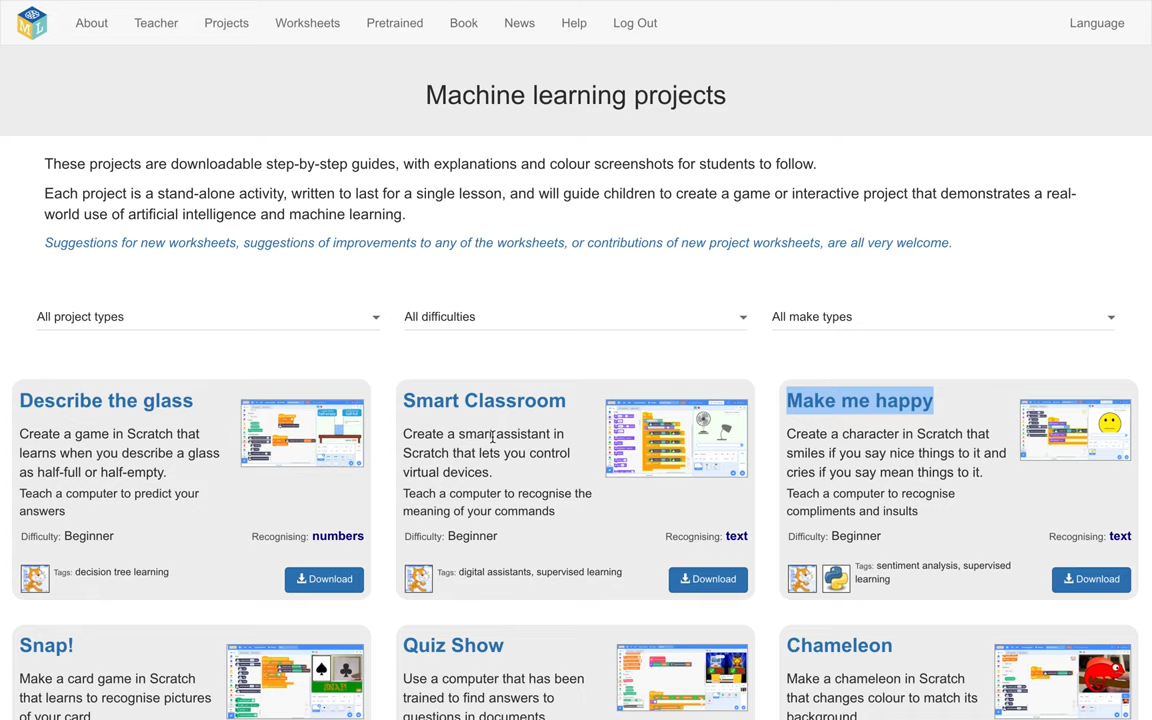 About Teacher Projects Worksheets Pretrained Book News Help Log Out Language
Machine learning projects
These projects are downloadable step-by-step guides, with explanations and colour screenshots for students to follow.
Each project is a stand-alone activity, written to last for a single lesson, and will guide children to create a game or interactive project that demonstrates a real-
world use of artificial intelligence and machine learning.
Suggestions for new worksheets, suggestions of improvements to any of the worksheets, or contributions of new project worksheets, are all very welcome.
All project types All difficulties All make types
Describe the glass
Create a game in Scratch that
learns when you describe a glass
as half-full or half-empty.
Teach a computer to predict your
answers
Difficulty: Beginner Recognising: numbers
Tags: decision tree learning
Download
Smart Classroom
Create a smart assistant in
Scratch that lets you control
virtual devices.
Teach a computer to recognise the
meaning of your commands
Difficulty: Beginner Recognising: text
Tags: digital assistants, supervised learning
Download
Make me happy
Create a character in Scratch that
smiles if you say nice things to it and
cries if you say mean things to it.
Teach a computer to recognise
compliments and insults
Difficulty: Beginner Recognising: text
Tags: sentiment analysis, supervised
learning
Download
Snap!
Make a card game in Scratch
that learns to recognise pictures
of your card
Quiz Show
Use a computer that has been
trained to find answers to
questions in documents
Chameleon
Make a chameleon in Scratch
that changes colour to match its
background